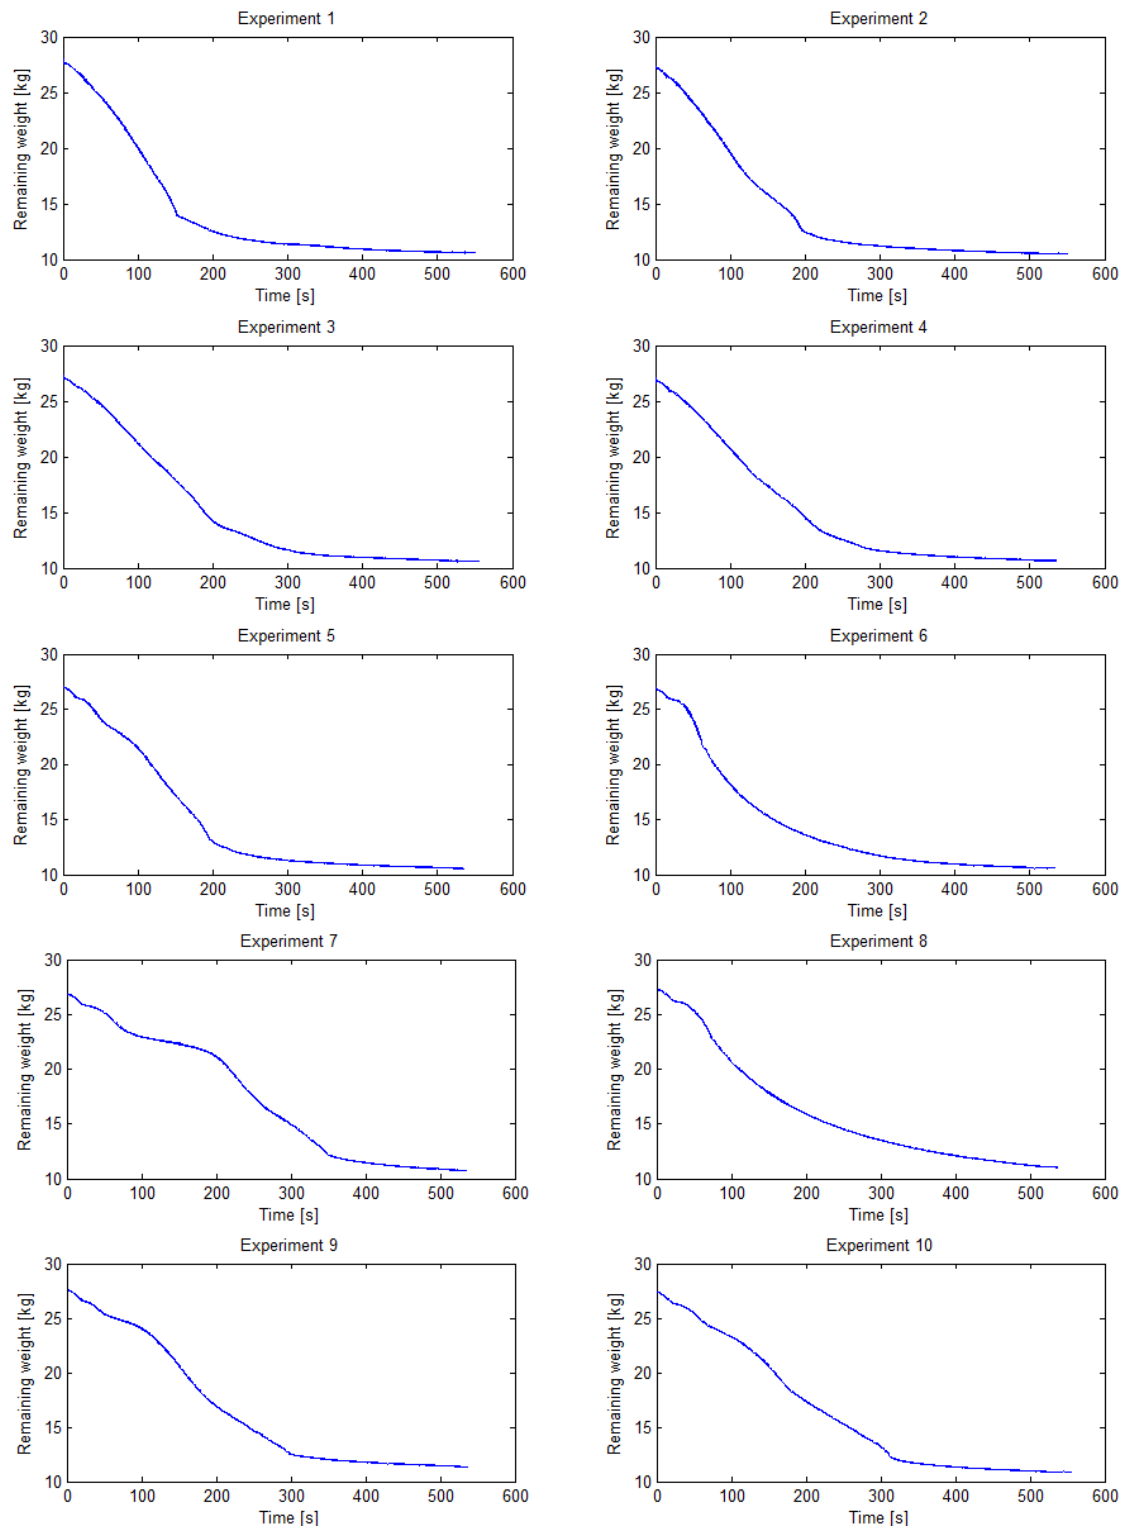 Experiment 1
Remaining weight [kg]
30
25
20
15
10
0 100 200 300 400 500 600
Time [s]
Experiment 2
Remaining weight [kg]
30
25
20
15
10
0 100 200 300 400 500 600
Time [s]
Experiment 3
Remaining weight [kg]
30
25
20
15
10
0 100 200 300 400 500 600
Time [s]
Experiment 4
Remaining weight [kg]
30
25
20
15
10
0 100 200 300 400 500 600
Time [s]
Experiment 5
Remaining weight [kg]
30
25
20
15
10
0 100 200 300 400 500 600
Time [s]
Experiment 6
Remaining weight [kg]
30
25
20
15
10
0 100 200 300 400 500 600
Time [s]
Experiment 7
Remaining weight [kg]
30
25
20
15
10
0 100 200 300 400 500 600
Time [s]
Experiment 8
Remaining weight [kg]
30
25
20
15
10
0 100 200 300 400 500 600
Time [s]
Experiment 9
Remaining weight [kg]
30
25
20
15
10
0 100 200 300 400 500 600
Time [s]
Experiment 10
Remaining weight [kg]
30
25
20
15
10
0 100 200 300 400 500 600
Time [s]